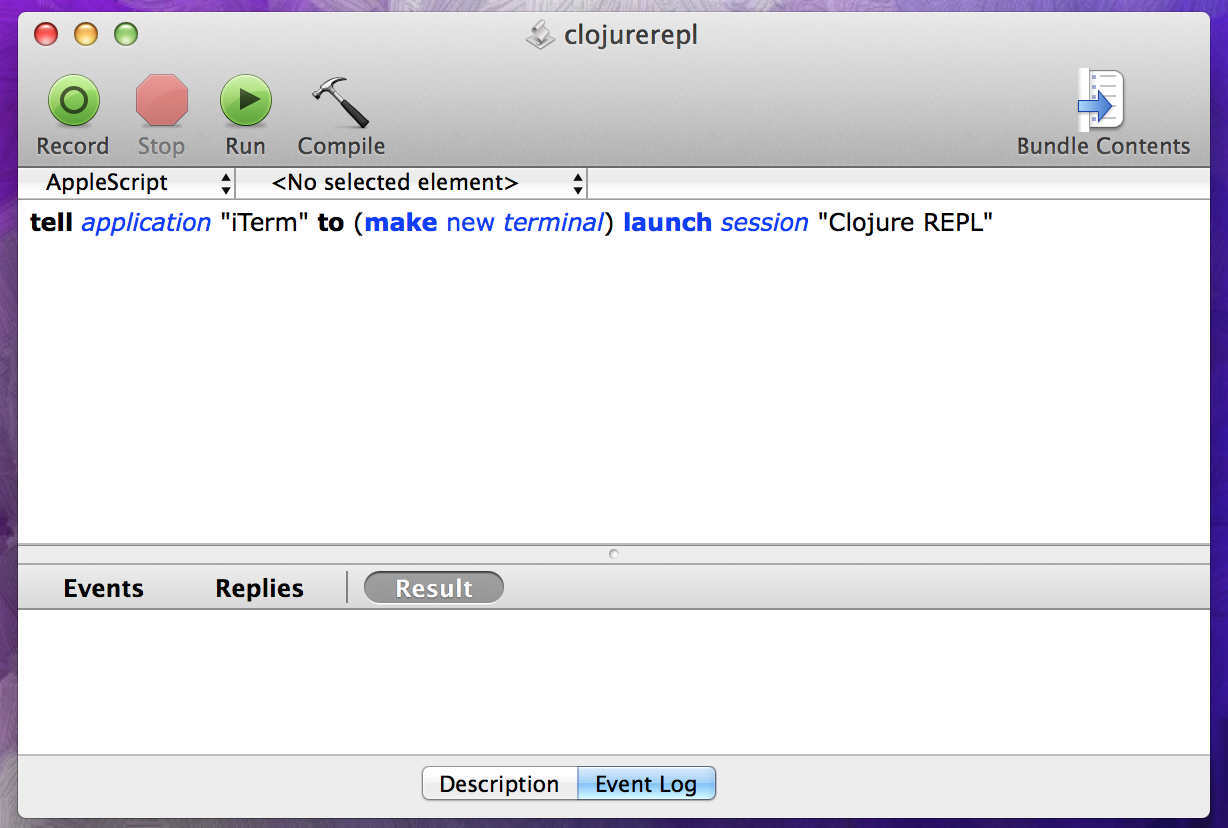 clojurerepl
Record Stop Run Compile Bundle Contents
AppleScript <No selected element>
tell application "iTerm" to (make new terminal) launch session "Clojure REPL"
Events Replies Result
Description Event Log